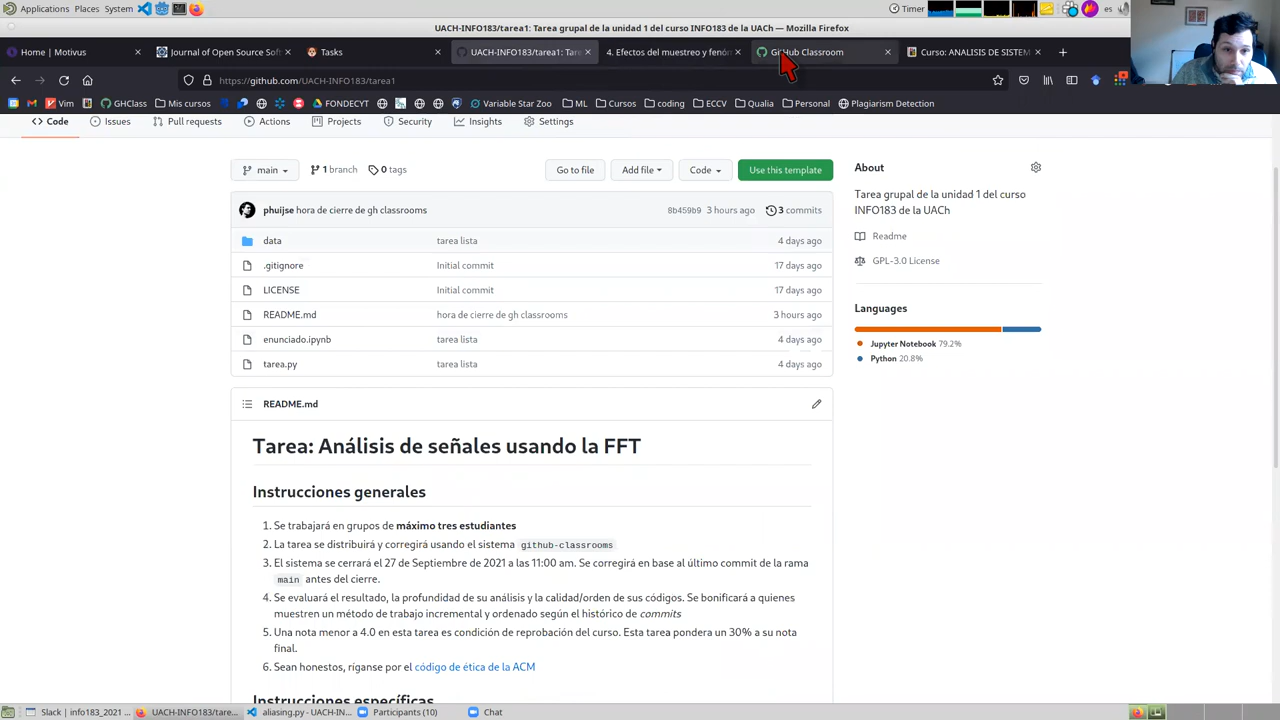 Applications Places System Timer es
UACH-INFO183/tarea1: Tarea grupal de la unidad 1 del curso INFO183 de la UACh — Mozilla Firefox
Home | Motivus Journal of Open Source Sof Tasks UACH-INFO183/tarea1: Tare 4. Efectos del muestreo y fenóm GitHub Classroom Curso: ANALISIS DE SISTEM
https://github.com/UACH-INFO183/tarea1
Vim GHClass Mis cursos FONDECYT Variable Star Zoo ML Cursos coding ECCV Qualia Personal Plagiarism Detection
Code Issues Pull requests Actions Projects Security Insights Settings
main 1 branch 0 tags Go to file Add file Code Use this template
phuijse hora de cierre de gh classrooms 8b459b9 3 hours ago 3 commits
data tarea lista 4 days ago
.gitignore Initial commit 17 days ago
LICENSE Initial commit 17 days ago
README.md hora de cierre de gh classrooms 3 hours ago
enunciado.ipynb tarea lista 4 days ago
tarea.py tarea lista 4 days ago
README.md
Tarea: Análisis de señales usando la FFT
Instrucciones generales
1. Se trabajará en grupos de máximo tres estudiantes
2. La tarea se distribuirá y corregirá usando el sistema github-classrooms
3. El sistema se cerrará el 27 de Septiembre de 2021 a las 11:00 am. Se corregirá en base al último commit de la rama
main antes del cierre.
4. Se evaluará el resultado, la profundidad de su análisis y la calidad/orden de sus códigos. Se bonificará a quienes
muestren un método de trabajo incremental y ordenado según el histórico de commits
5. Una nota menor a 4.0 en esta tarea es condición de reprobación del curso. Esta tarea pondera un 30% a su nota
final.
6. Sean honestos, ríganse por el código de ética de la ACM
Instrucciones específicas
About
Tarea grupal de la unidad 1 del curso
INFO183 de la UACh
Readme
GPL-3.0 License
Languages
Jupyter Notebook 79.2%
Python 20.8%
Slack | info183_2021 ... UACH-INFO183/tare... aliasing.py - UACH-IN... Participants (10) Chat